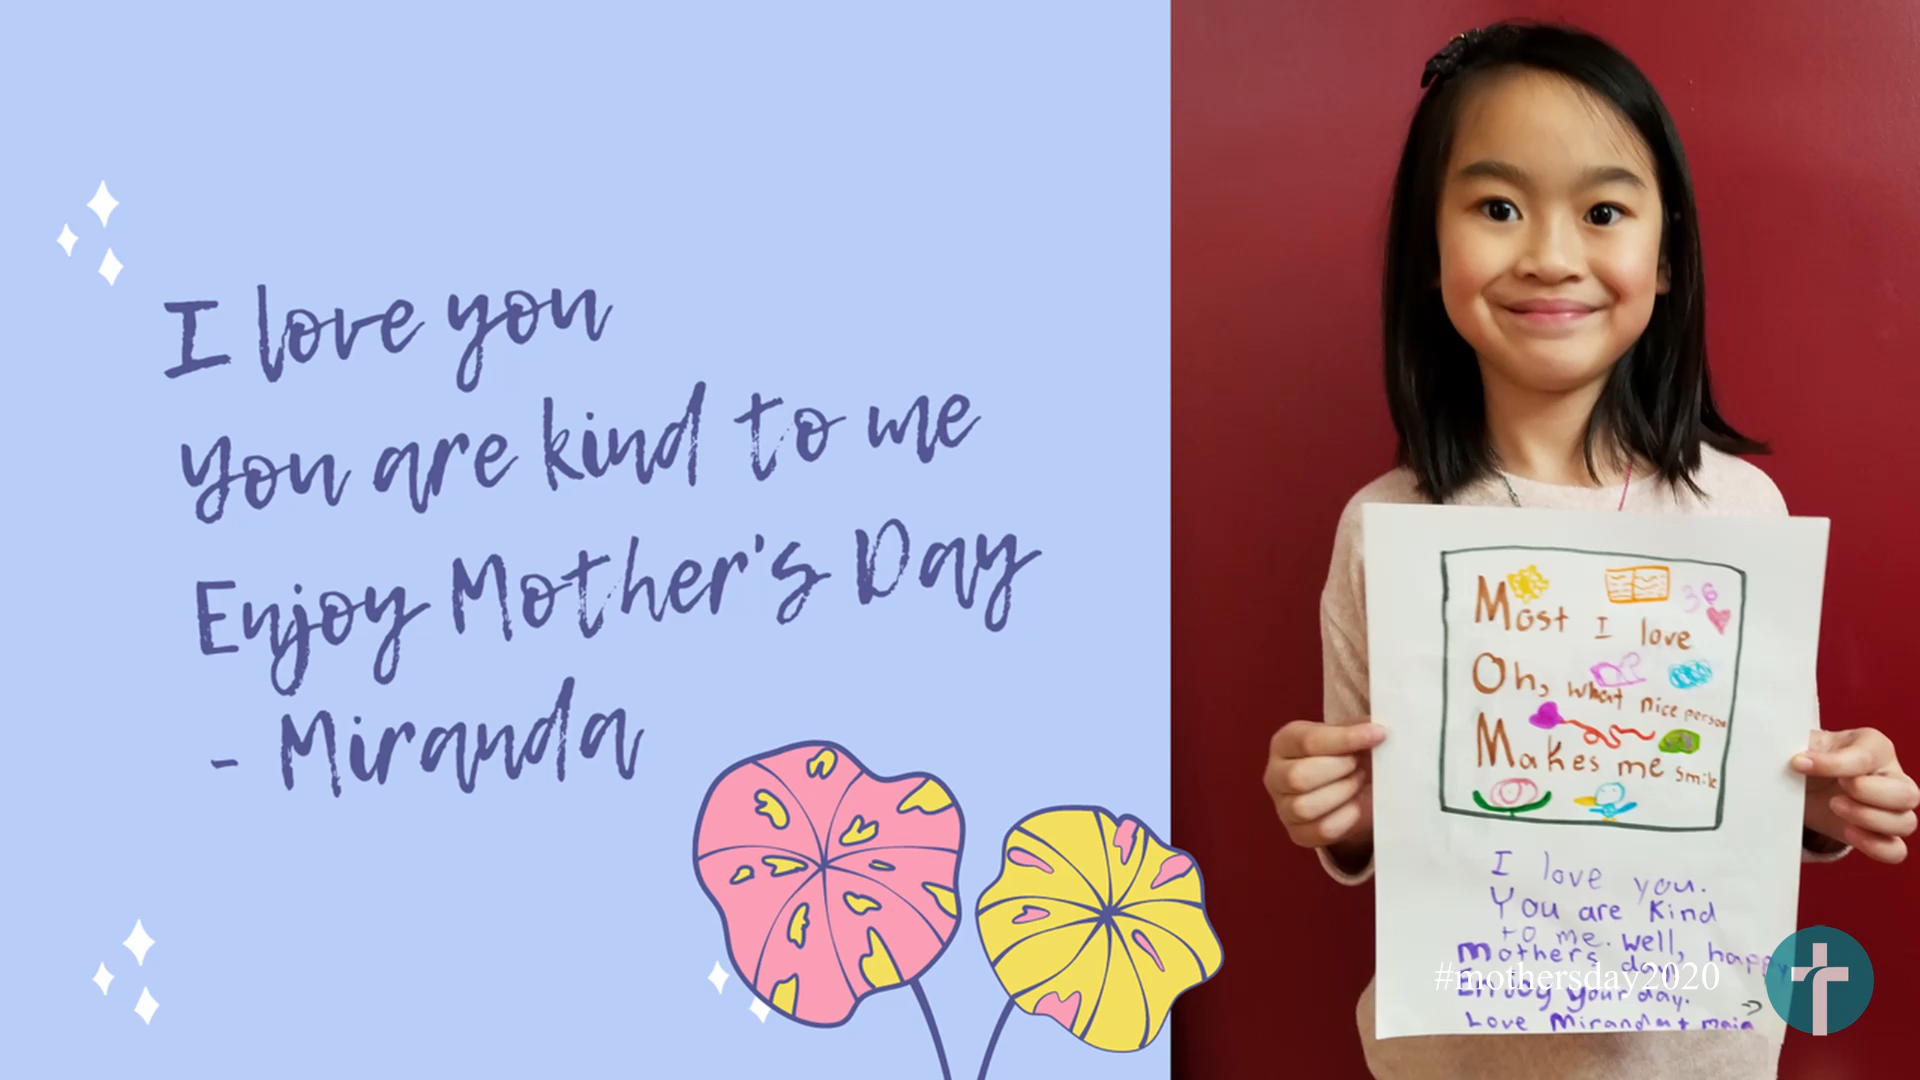 I love you
you are kind to me
Enjoy Mother's Day
- Miranda
Most I love
Oh, what nice person
Makes me smile
I love you.
You are Kind
to me. Well, happy
mothers day
Enjoy your day.
Love Miranda + Maia
#mothersday2020